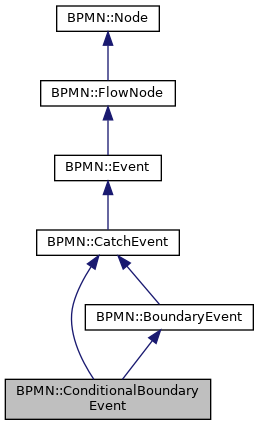 BPMN::Node
BPMN::FlowNode
BPMN::Event
BPMN::CatchEvent
BPMN::BoundaryEvent
BPMN::ConditionalBoundary
Event